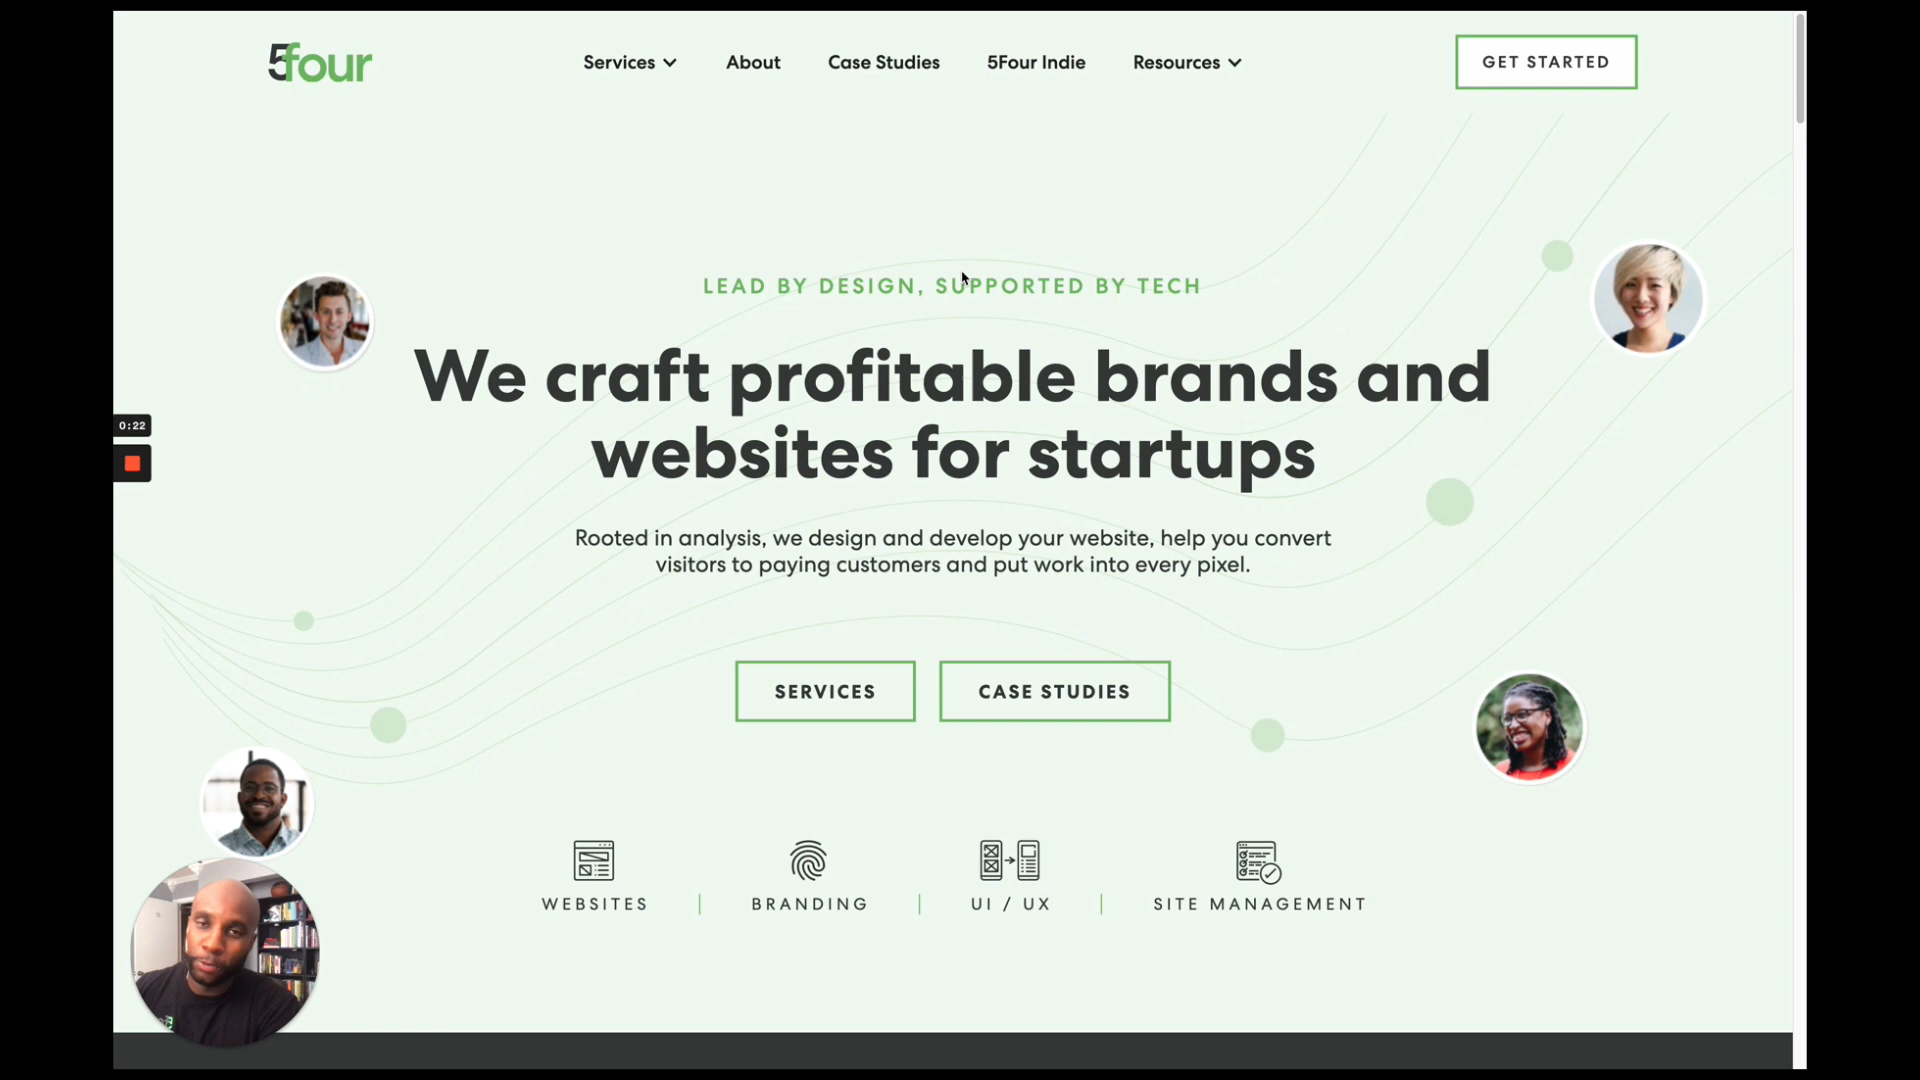 5four
Services
About
Case Studies
5Four Indie
Resources
GET STARTED
LEAD BY DESIGN, SUPPORTED BY TECH
We craft profitable brands and
websites for startups
0:22
Rooted in analysis, we design and develop your website, help you convert
visitors to paying customers and put work into every pixel.
SERVICES
CASE STUDIES
WEBSITES
BRANDING
UI / UX
SITE MANAGEMENT